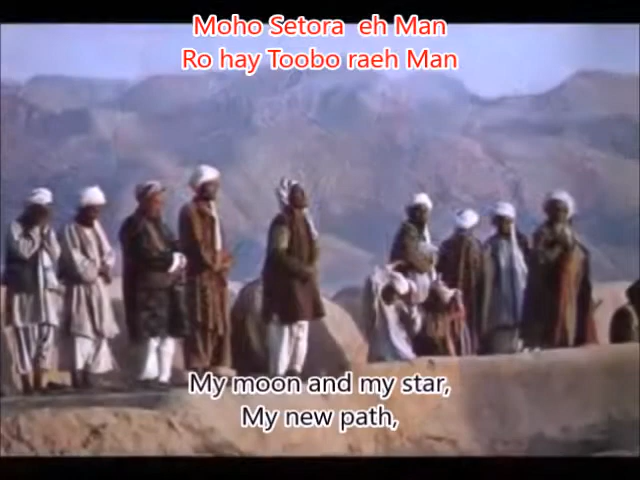 Moho Setora eh Man
Ro hay Toobo raeh Man
My moon and my star,
My new path,